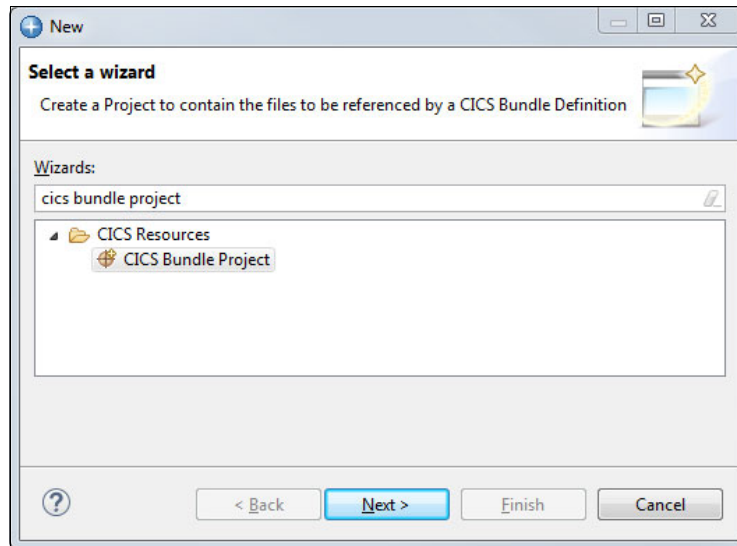 New
Select a wizard
Create a Project to contain the files to be referenced by a CICS Bundle Definition
Wizards:
cics bundle project
CICS Resources
CICS Bundle Project
?
< Back Next > Finish Cancel